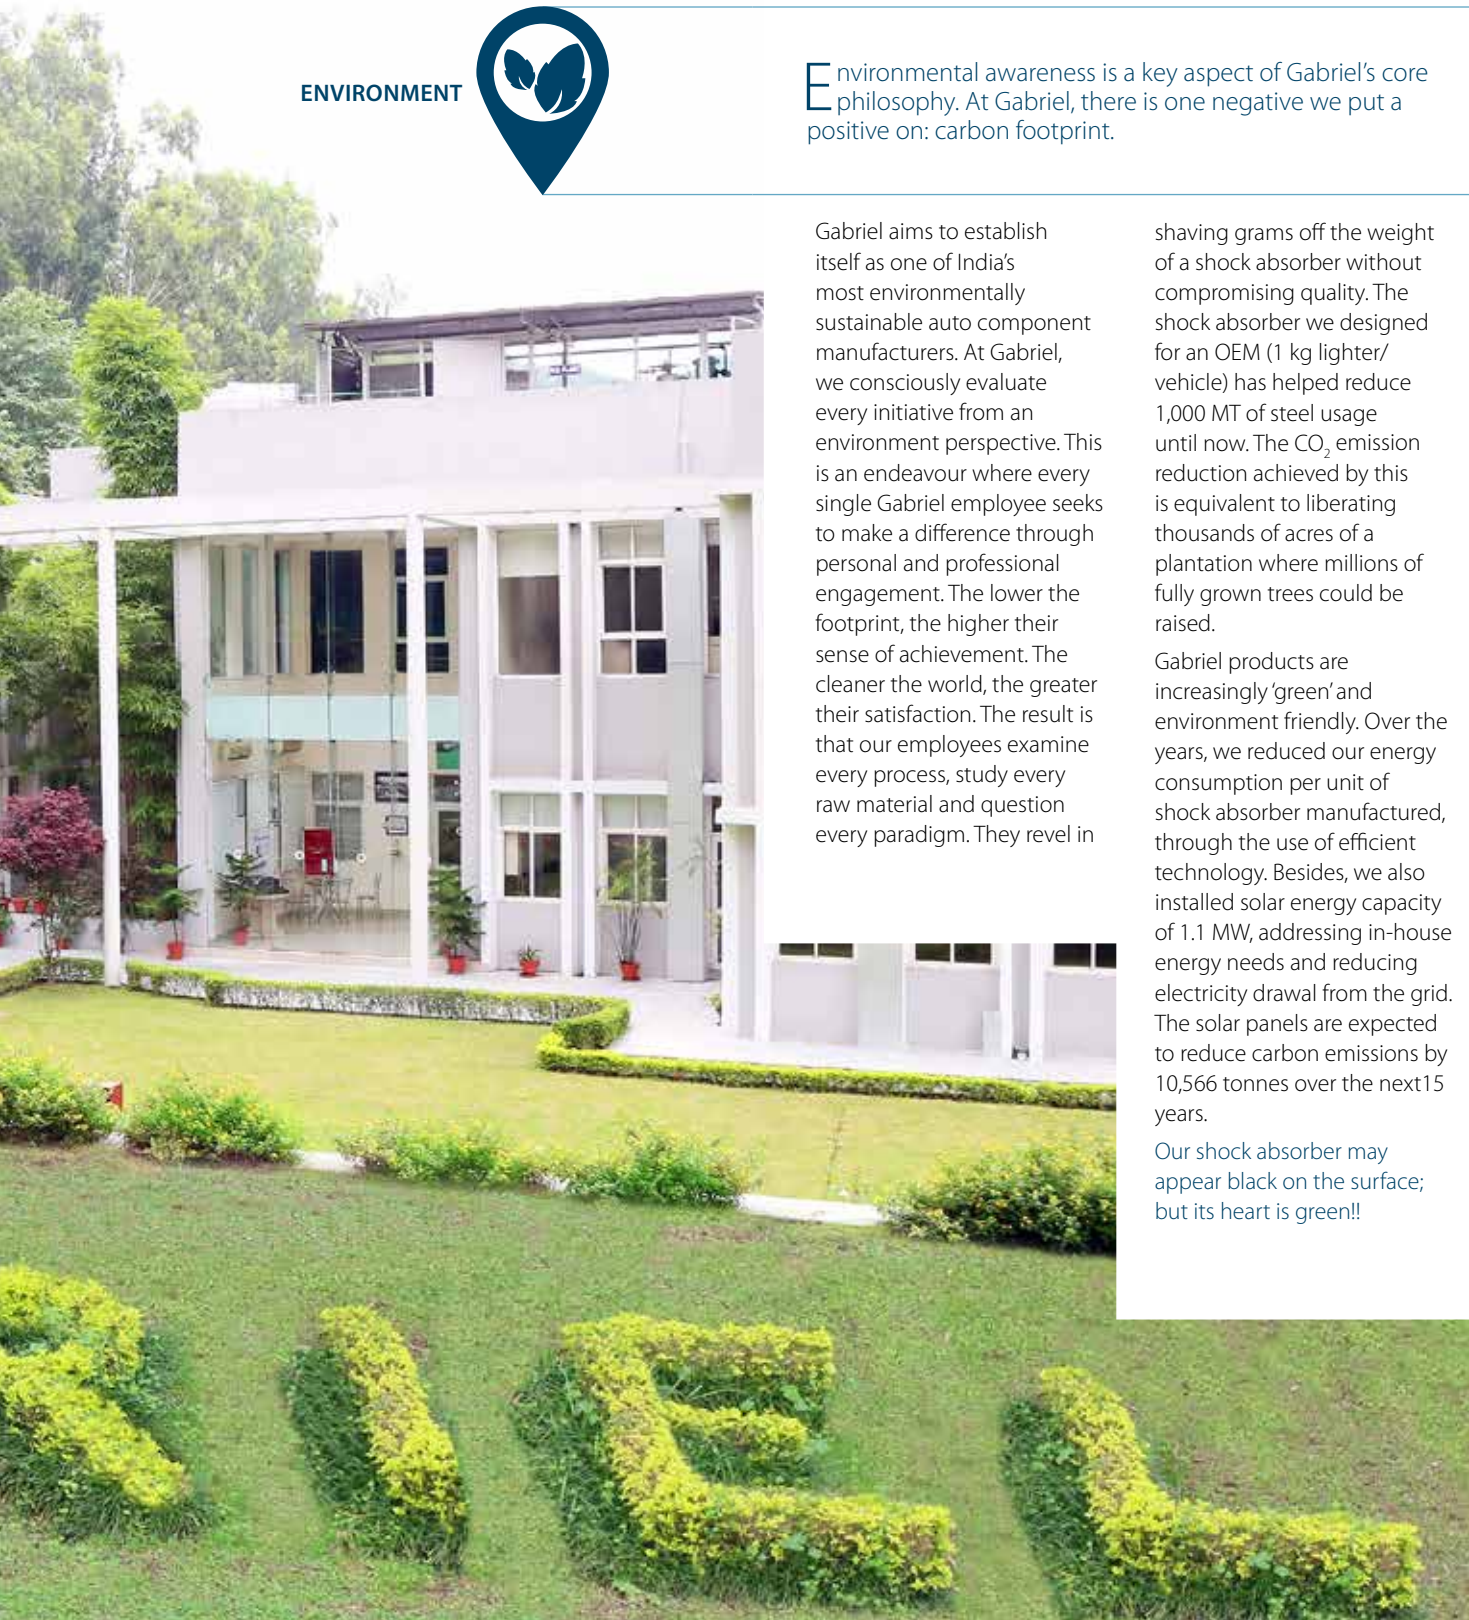 ENVIRONMENT
Environmental awareness is a key aspect of Gabriel’s core
philosophy. At Gabriel, there is one negative we put a
positive on: carbon footprint.
Gabriel aims to establish
itself as one of India’s
most environmentally
sustainable auto component
manufacturers. At Gabriel,
we consciously evaluate
every initiative from an
environment perspective. This
is an endeavour where every
single Gabriel employee seeks
to make a difference through
personal and professional
engagement. The lower the
footprint, the higher their
sense of achievement. The
cleaner the world, the greater
their satisfaction. The result is
that our employees examine
every process, study every
raw material and question
every paradigm. They revel in
shaving grams off the weight
of a shock absorber without
compromising quality. The
shock absorber we designed
for an OEM (1 kg lighter/
vehicle) has helped reduce
1,000 MT of steel usage
until now. The CO₂ emission
reduction achieved by this
is equivalent to liberating
thousands of acres of a
plantation where millions of
fully grown trees could be
raised.
Gabriel products are
increasingly ‘green’ and
environment friendly. Over the
years, we reduced our energy
consumption per unit of
shock absorber manufactured,
through the use of efficient
technology. Besides, we also
installed solar energy capacity
of 1.1 MW, addressing in-house
energy needs and reducing
electricity drawal from the grid.
The solar panels are expected
to reduce carbon emissions by
10,566 tonnes over the next15
years.
Our shock absorber may
appear black on the surface;
but its heart is green!!
RIEL